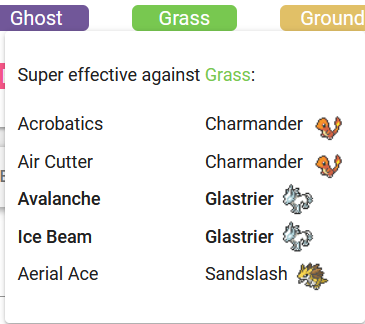 Ghost Grass Ground
Super effective against Grass:
Acrobatics Charmander
Air Cutter Charmander
Avalanche Glastrier
Ice Beam Glastrier
Aerial Ace Sandslash